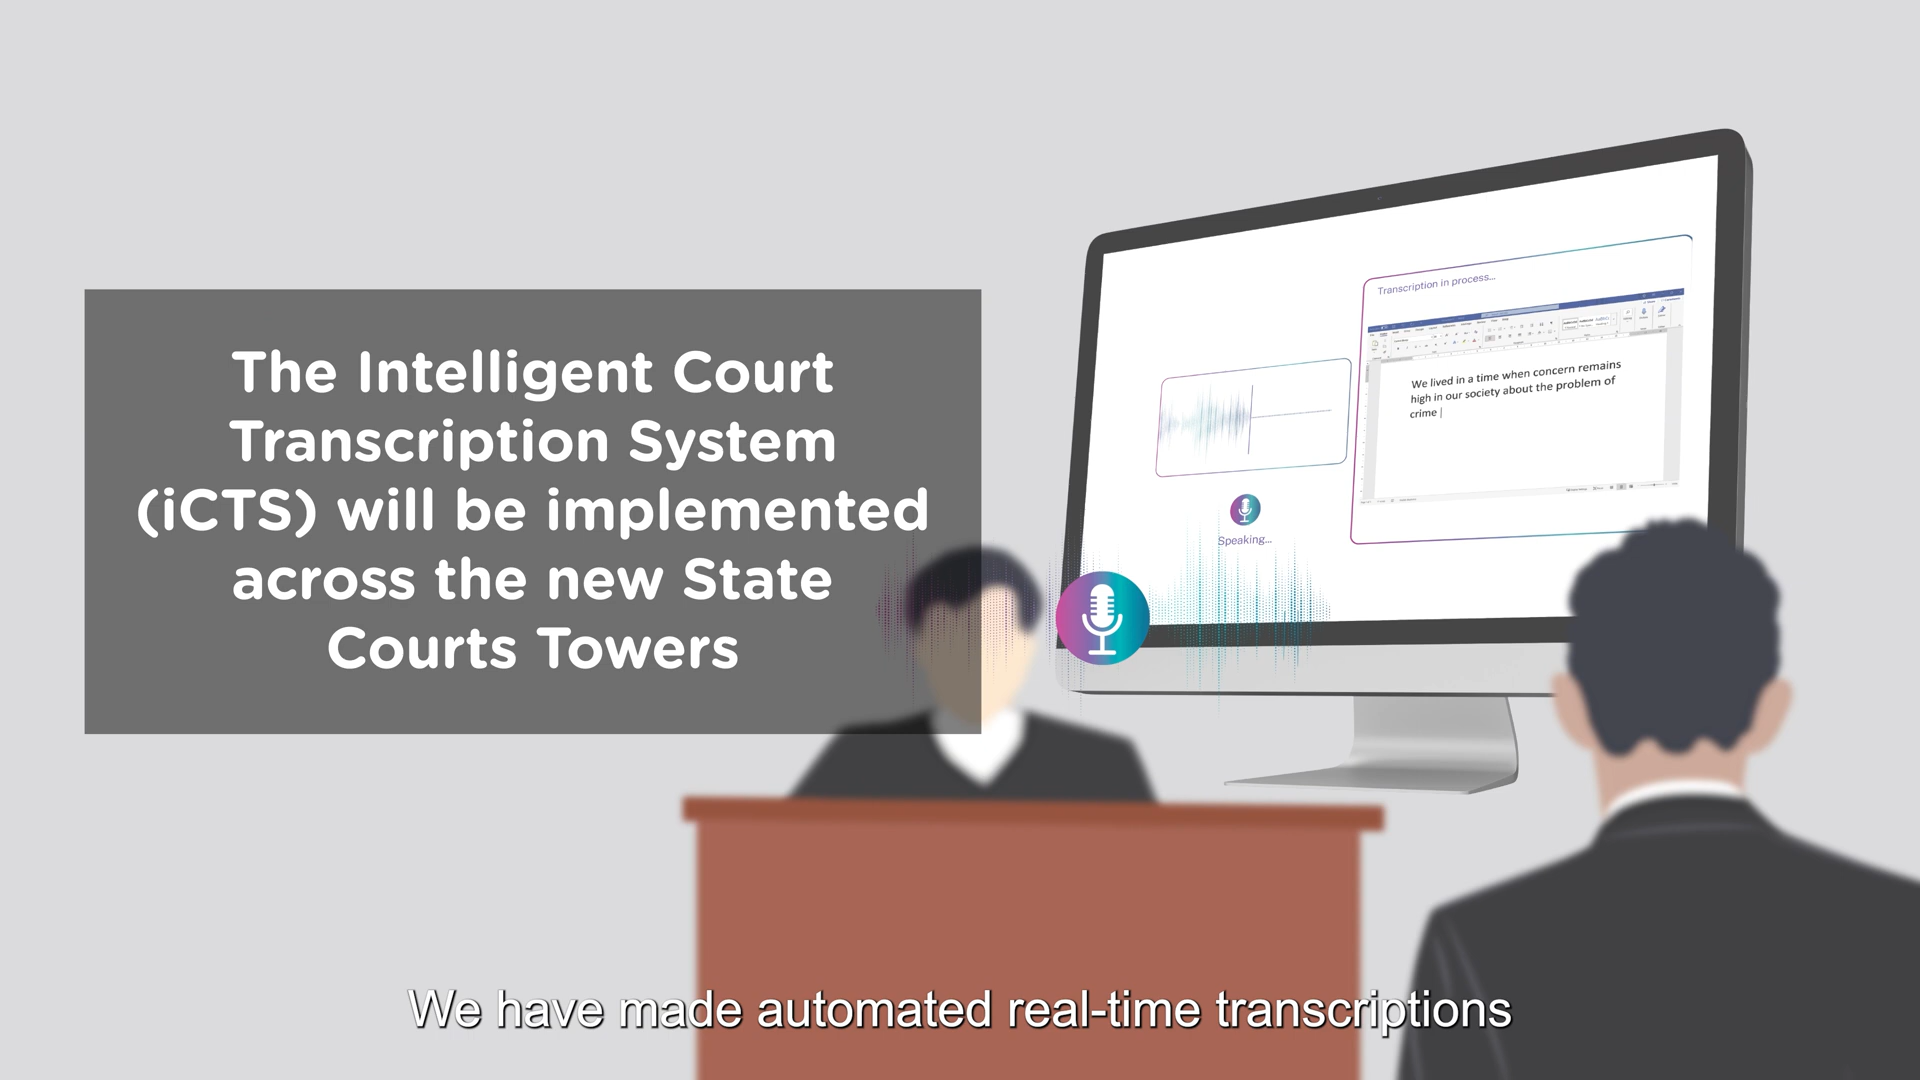 The Intelligent Court
Transcription System
(iCTS) will be implemented
across the new State
Courts Towers
Transcription in process...
We lived in a time when concern remains
high in our society about the problem of
crime
Speaking...
We have made automated real-time transcriptions